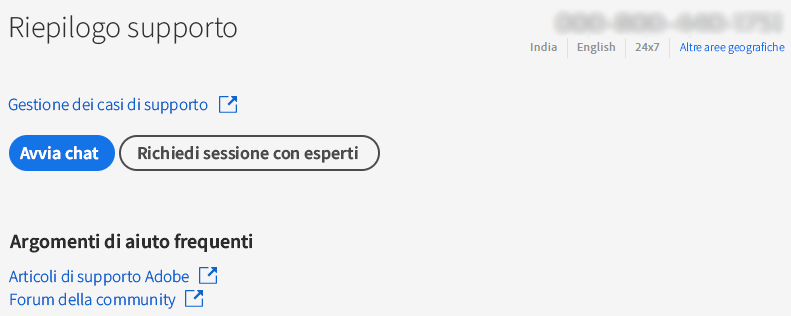 Riepilogo supporto
India English 24x7 Altre aree geografiche
Gestione dei casi di supporto
Avvia chat Richiedi sessione con esperti
Argomenti di aiuto frequenti
Articoli di supporto Adobe
Forum della community